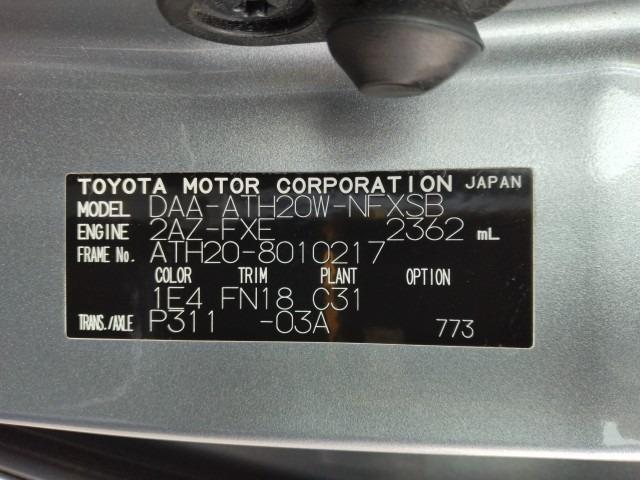 TOYOTA MOTOR CORPORATION JAPAN
MODEL DAA-ATH20W-NFXSB
ENGINE 2AZ-FXE 2362 mL
FRAME No. ATH20-8010217
COLOR TRIM PLANT OPTION
1E4 FN18 C31
TRANS./AXLE P311 -03A 773